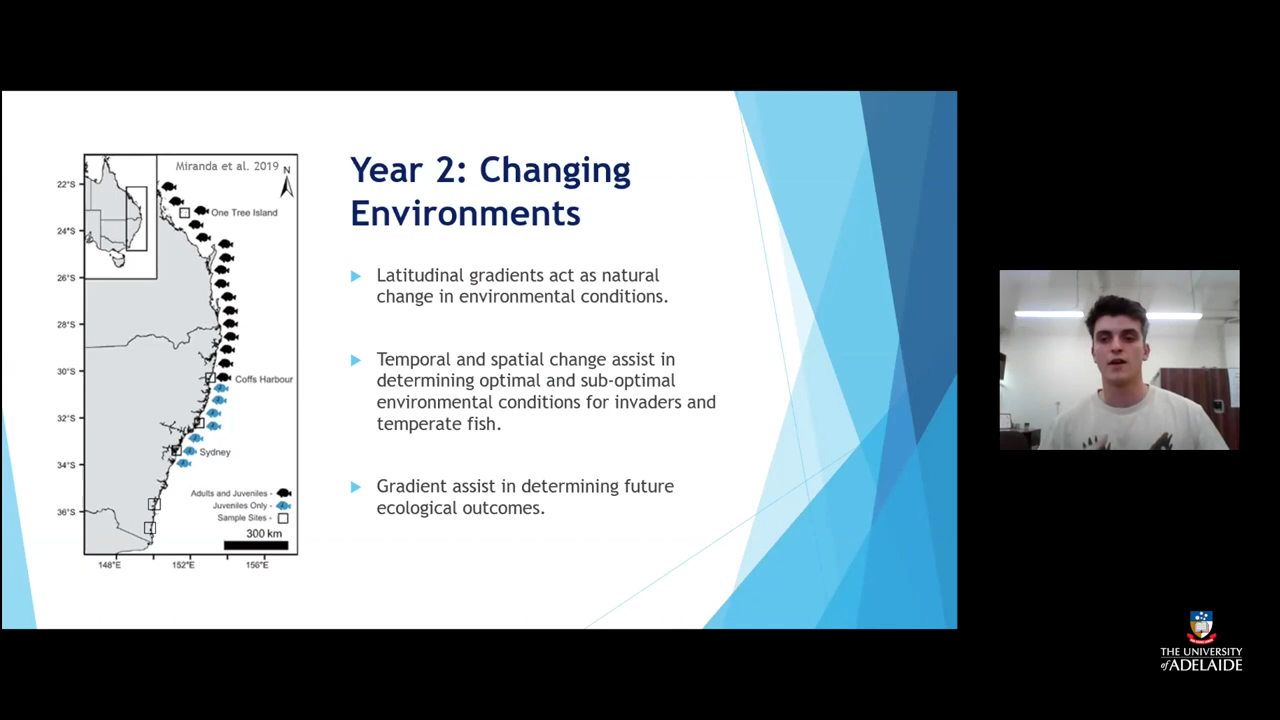 Miranda et al. 2019
N
22°S
One Tree Island
24°S
26°S
28°S
30°S
Coffs Harbour
32°S
Sydney
34°S
Adults and Juveniles -
Juveniles Only -
Sample Sites -
36°S
300 km
148°E
152°E
156°E
Year 2: Changing
Environments
Latitudinal gradients act as natural
change in environmental conditions.
Temporal and spatial change assist in
determining optimal and sub-optimal
environmental conditions for invaders and
temperate fish.
Gradient assist in determining future
ecological outcomes.
THE UNIVERSITY
of ADELAIDE